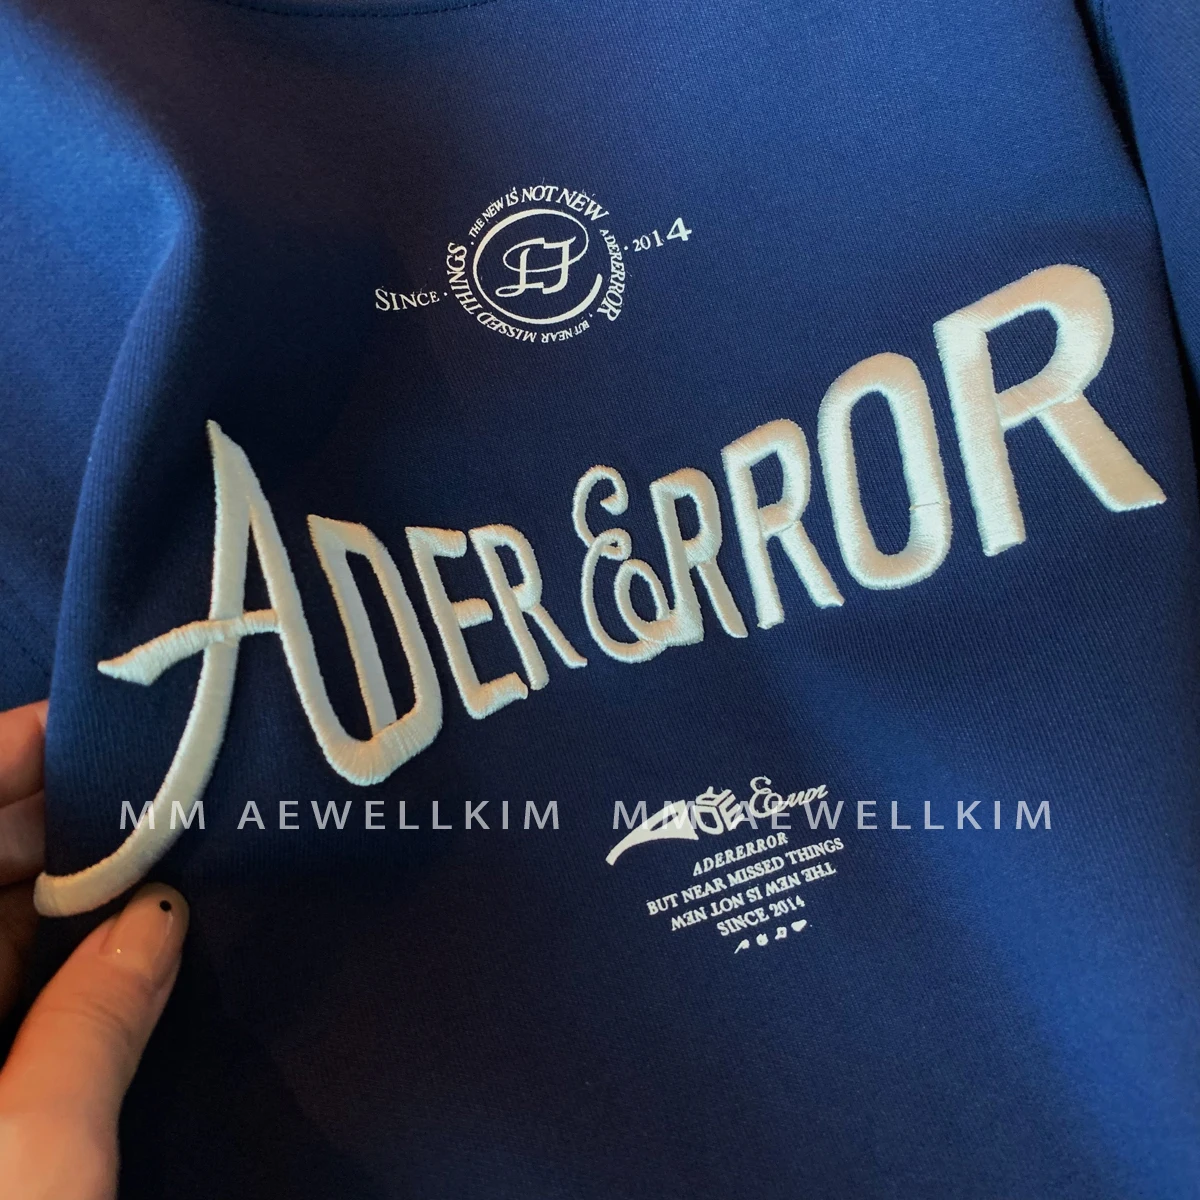 THE NEW IS NOT NEW
ADERERROR
BUT NEAR MISSED THINGS
SINCE · · 2014
ADER ERROR
MM AEWELLKIM MM AEWELLKIM
Error
ADERERROR
BUT NEAR MISSED THINGS
THE NEW IS NOT NEW
SINCE 2014